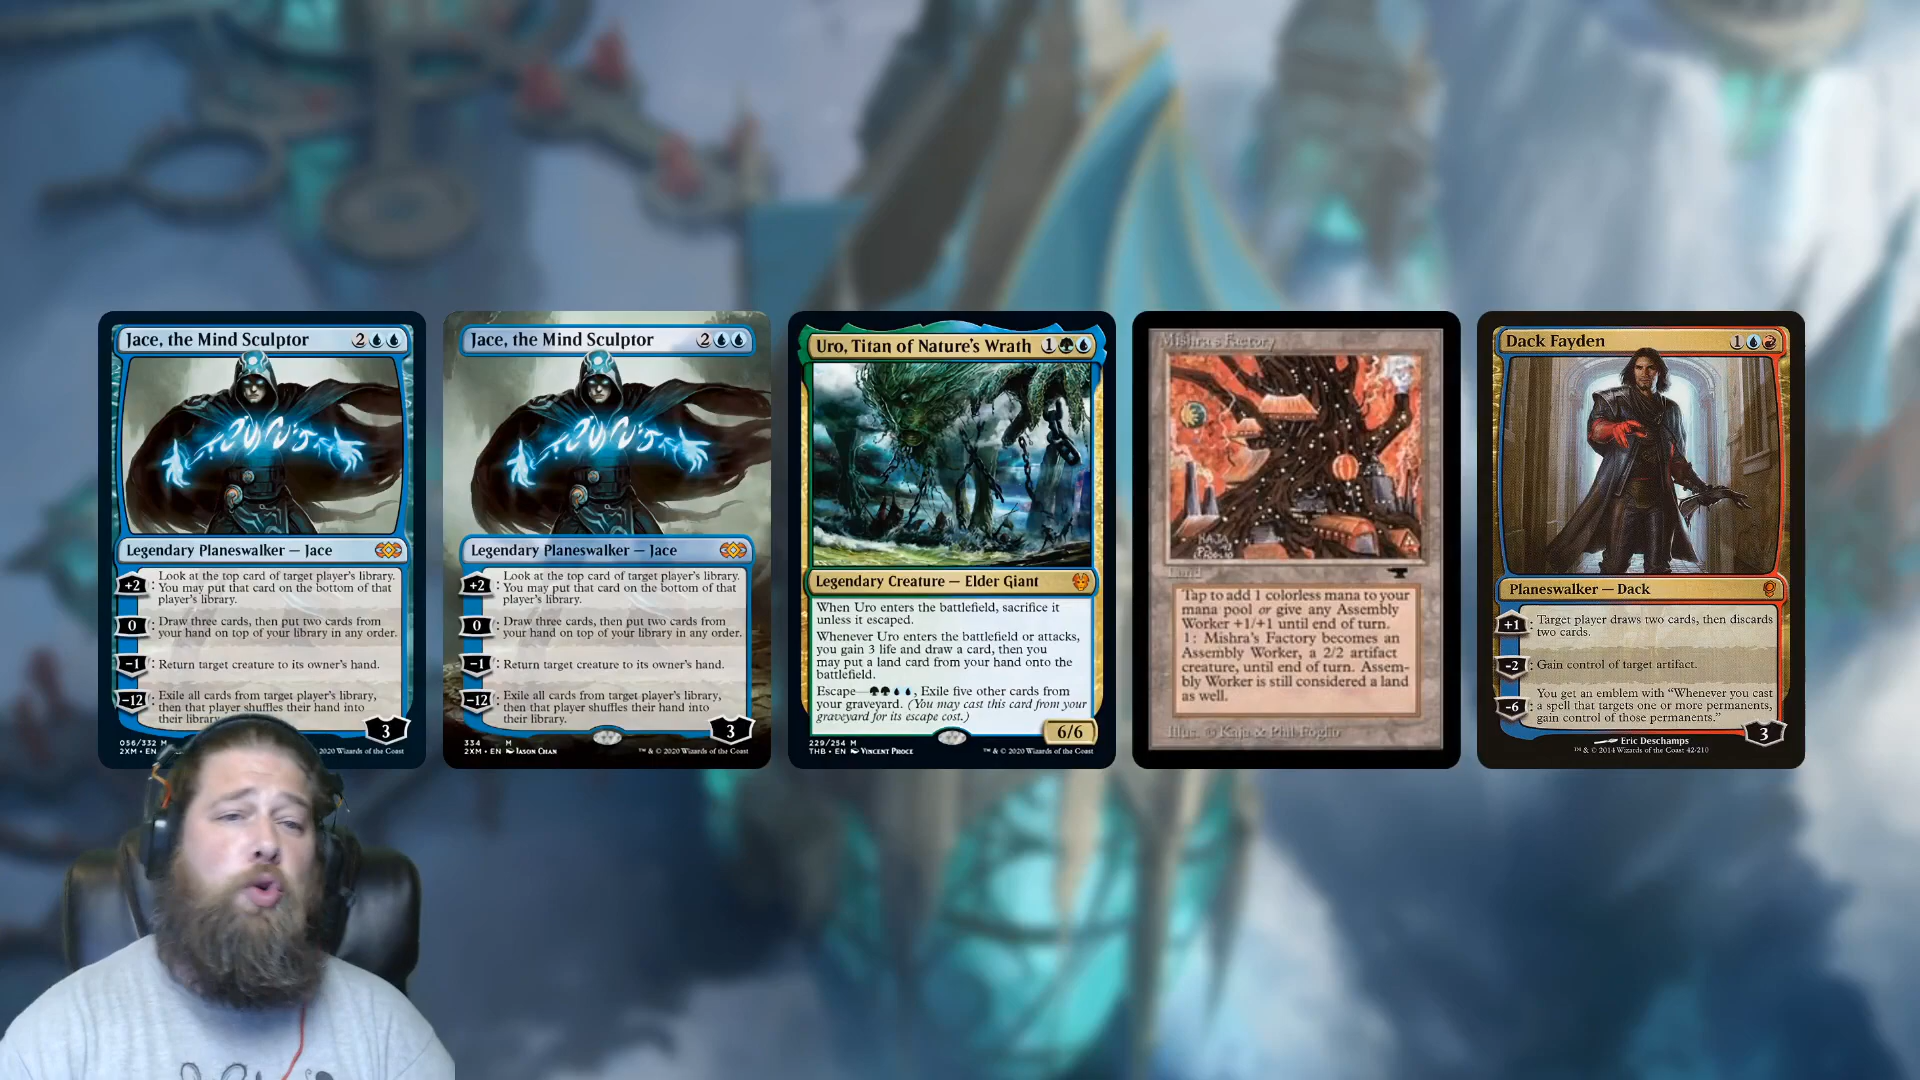 Jace, the Mind Sculptor 2
Legendary Planeswalker — Jace
+2 : Look at the top card of target player's library.
You may put that card on the bottom of that
player's library.
0 : Draw three cards, then put two cards from
your hand on top of your library in any order.
-1 : Return target creature to its owner's hand.
-12 : Exile all cards from target player's library,
then that player shuffles their hand into
their library
3
056/332 M
2XM • EN
2020 Wizards of the Coast
Jace, the Mind Sculptor 2
Legendary Planeswalker — Jace
+2 : Look at the top card of target player's library.
You may put that card on the bottom of that
player's library.
0 : Draw three cards, then put two cards from
your hand on top of your library in any order.
-1 : Return target creature to its owner's hand.
-12 : Exile all cards from target player's library,
then that player shuffles their hand into
their library.
3
334 M
2XM • EN Jason Chan ™ & © 2020 Wizards of the Coast
Uro, Titan of Nature's Wrath 1
Legendary Creature — Elder Giant
When Uro enters the battlefield, sacrifice it
unless it escaped.
Whenever Uro enters the battlefield or attacks,
you gain 3 life and draw a card, then you
may put a land card from your hand onto the
battlefield.
Escape—, Exile five other cards from
your graveyard. (You may cast this card from your
graveyard for its escape cost.)
6/6
229/254 M
THB • EN Vincent Proce ™ & © 2020 Wizards of the Coast
Mishra's Factory
KAJA
FOGLIO
Land
Tap to add 1 colorless mana to your
mana pool or give any Assembly
Worker +1/+1 until end of turn.
1: Mishra's Factory becomes an
Assembly Worker, a 2/2 artifact
creature, until end of turn. Assem-
bly Worker is still considered a land
as well.
Illus. © Kaja & Phil Foglio
Dack Fayden 1
Planeswalker — Dack
+1 : Target player draws two cards, then discards
two cards.
-2 : Gain control of target artifact.
-6 : You get an emblem with "Whenever you cast
a spell that targets one or more permanents,
gain control of those permanents."
3
Eric Deschamps
™ & © 2014 Wizards of the Coast 42/210